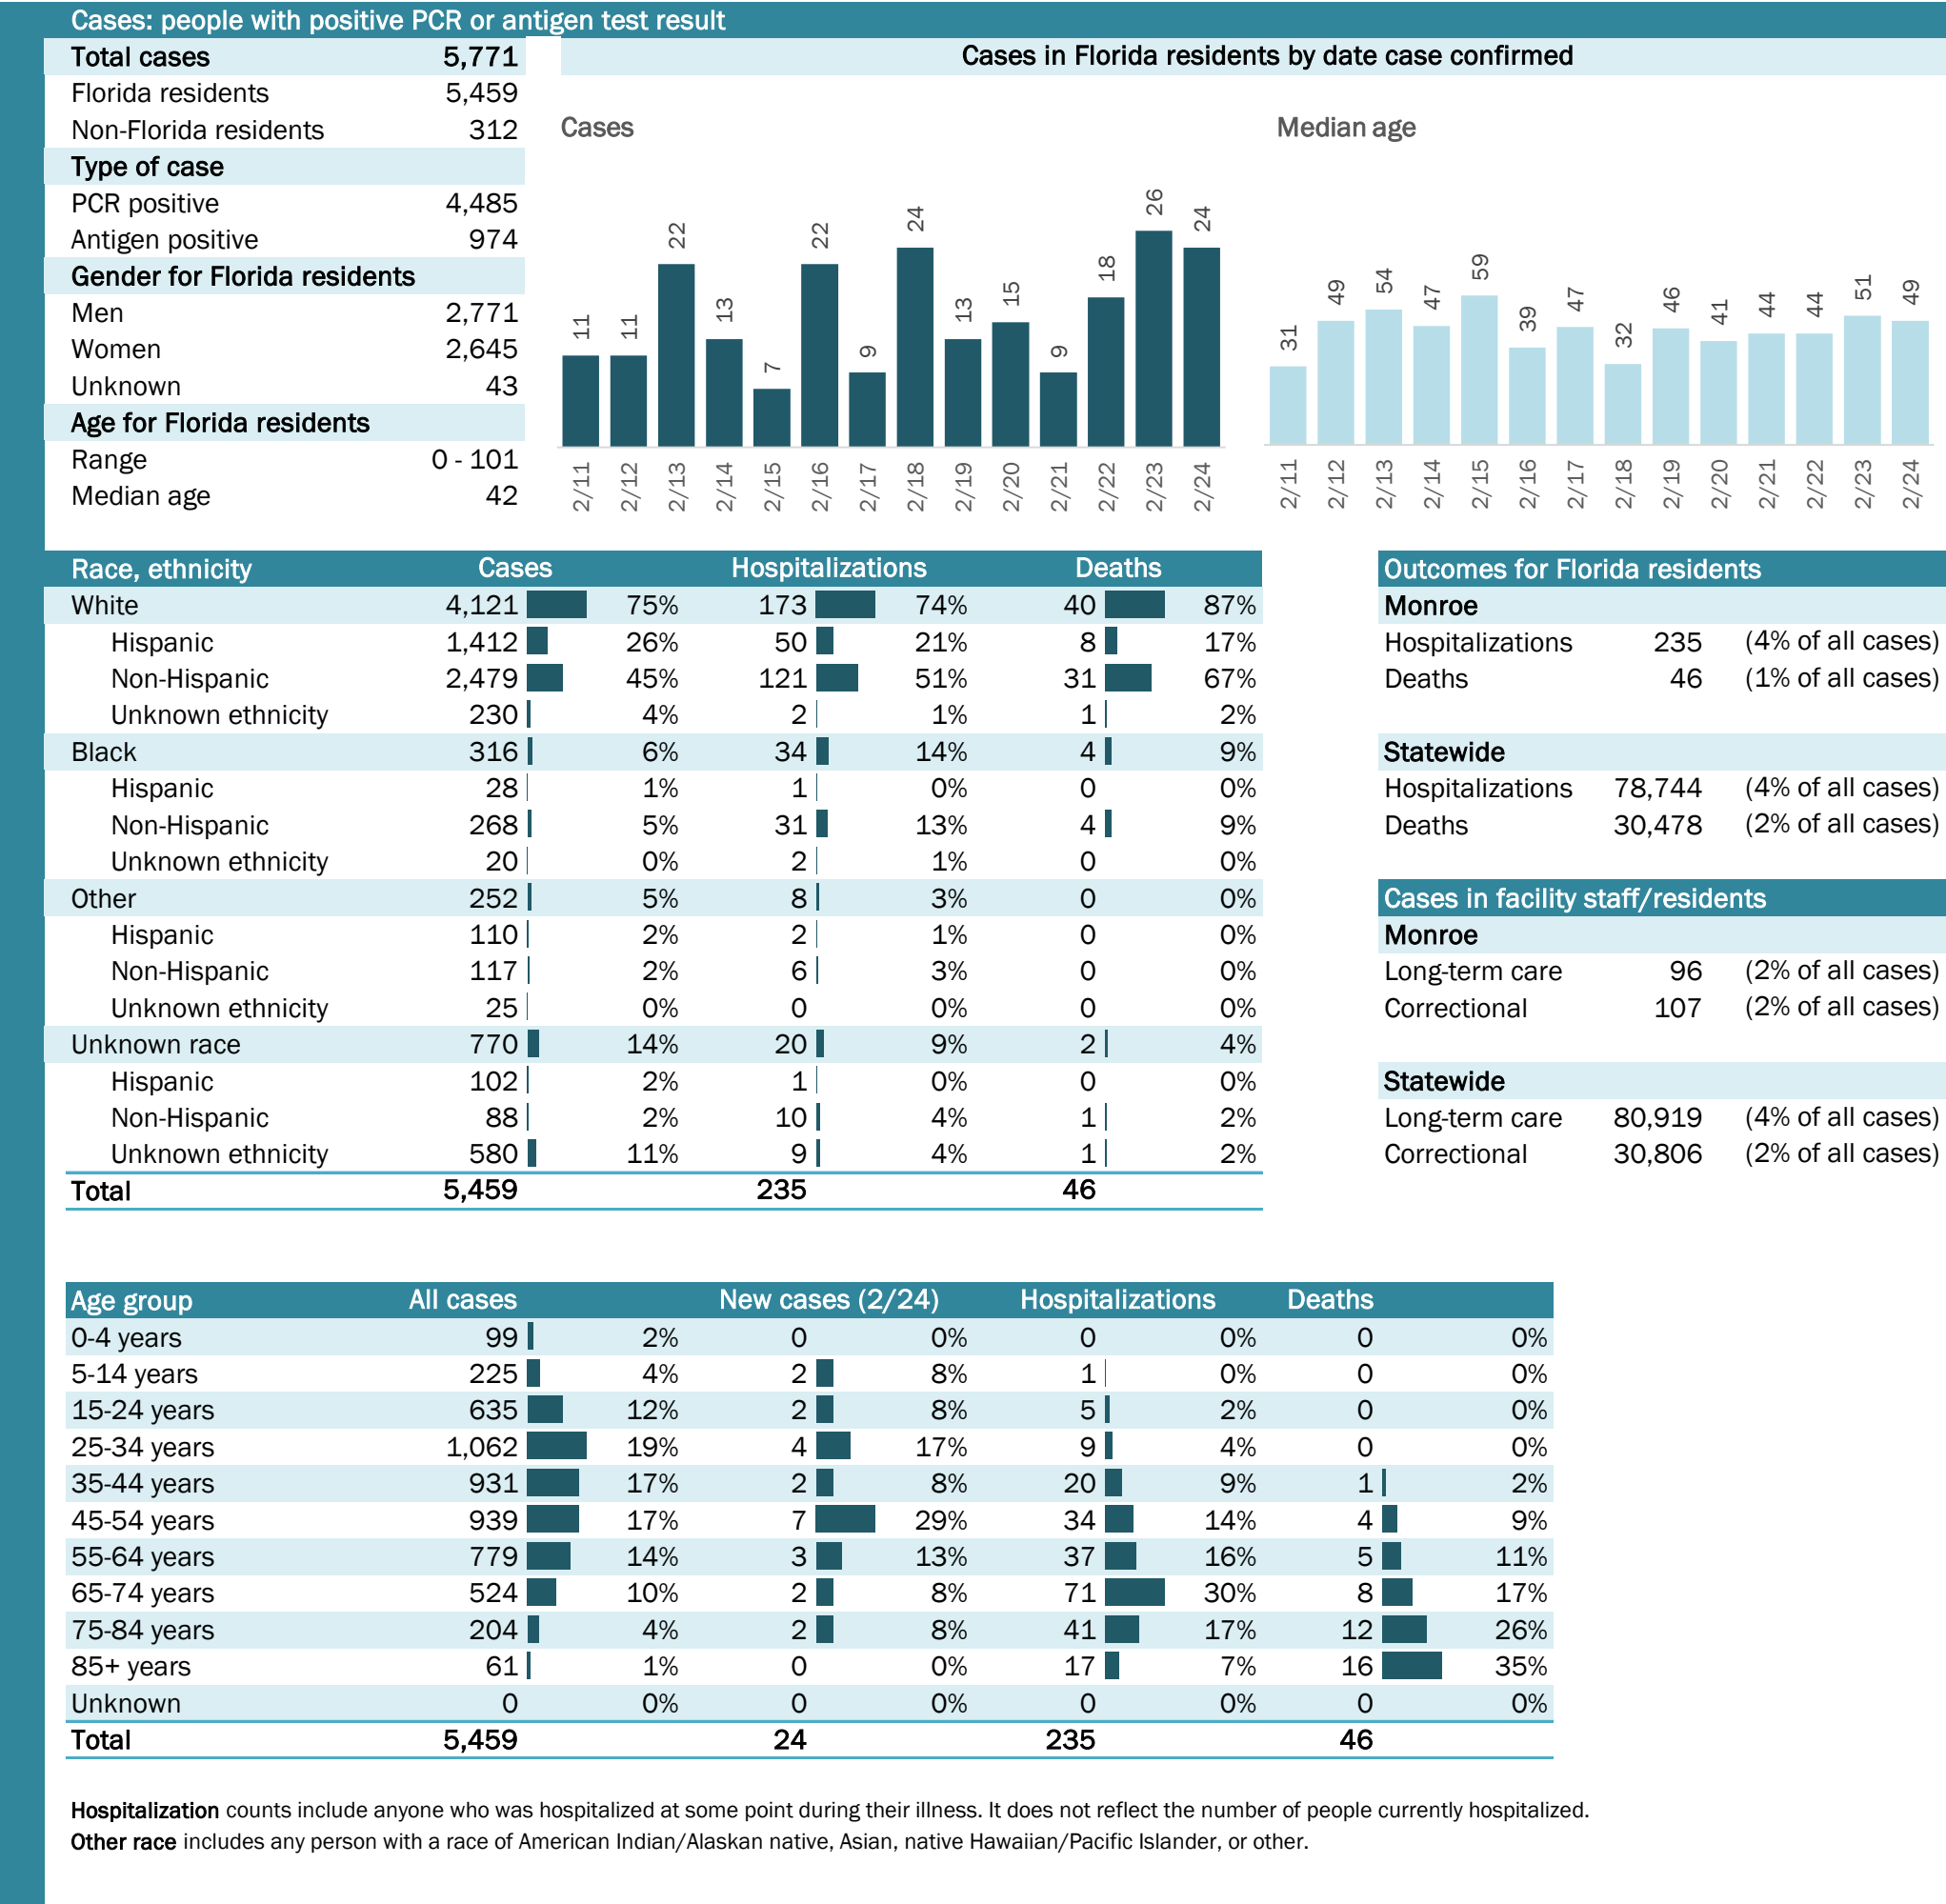 Cases: people with positive PCR or antigen test result
Total cases 5,771
Florida residents 5,459
Non-Florida residents 312
Type of case
PCR positive 4,485
Antigen positive 974
Gender for Florida residents
Men 2,771
Women 2,645
Unknown 43
Age for Florida residents
Range 0 - 101
Median age 42
Cases in Florida residents by date case confirmed
Cases
11 11 22 13 7 22 9 24 13 15 9 18 26 24
2/11 2/12 2/13 2/14 2/15 2/16 2/17 2/18 2/19 2/20 2/21 2/22 2/23 2/24
Median age
31 49 54 47 59 39 47 32 46 41 44 44 51 49
2/11 2/12 2/13 2/14 2/15 2/16 2/17 2/18 2/19 2/20 2/21 2/22 2/23 2/24
Race, ethnicity Cases Hospitalizations Deaths
White 4,121 75% 173 74% 40 87%
Hispanic 1,412 26% 50 21% 8 17%
Non-Hispanic 2,479 45% 121 51% 31 67%
Unknown ethnicity 230 4% 2 1% 1 2%
Black 316 6% 34 14% 4 9%
Hispanic 28 1% 1 0% 0 0%
Non-Hispanic 268 5% 31 13% 4 9%
Unknown ethnicity 20 0% 2 1% 0 0%
Other 252 5% 8 3% 0 0%
Hispanic 110 2% 2 1% 0 0%
Non-Hispanic 117 2% 6 3% 0 0%
Unknown ethnicity 25 0% 0 0% 0 0%
Unknown race 770 14% 20 9% 2 4%
Hispanic 102 2% 1 0% 0 0%
Non-Hispanic 88 2% 10 4% 1 2%
Unknown ethnicity 580 11% 9 4% 1 2%
Total 5,459 235 46
Outcomes for Florida residents
Monroe
Hospitalizations 235 (4% of all cases)
Deaths 46 (1% of all cases)
Statewide
Hospitalizations 78,744 (4% of all cases)
Deaths 30,478 (2% of all cases)
Cases in facility staff/residents
Monroe
Long-term care 96 (2% of all cases)
Correctional 107 (2% of all cases)
Statewide
Long-term care 80,919 (4% of all cases)
Correctional 30,806 (2% of all cases)
Age group All cases New cases (2/24) Hospitalizations Deaths
0-4 years 99 2% 0 0% 0 0% 0 0%
5-14 years 225 4% 2 8% 1 0% 0 0%
15-24 years 635 12% 2 8% 5 2% 0 0%
25-34 years 1,062 19% 4 17% 9 4% 0 0%
35-44 years 931 17% 2 8% 20 9% 1 2%
45-54 years 939 17% 7 29% 34 14% 4 9%
55-64 years 779 14% 3 13% 37 16% 5 11%
65-74 years 524 10% 2 8% 71 30% 8 17%
75-84 years 204 4% 2 8% 41 17% 12 26%
85+ years 61 1% 0 0% 17 7% 16 35%
Unknown 0 0% 0 0% 0 0% 0 0%
Total 5,459 24 235 46
Hospitalization counts include anyone who was hospitalized at some point during their illness. It does not reflect the number of people currently hospitalized.
Other race includes any person with a race of American Indian/Alaskan native, Asian, native Hawaiian/Pacific Islander, or other.